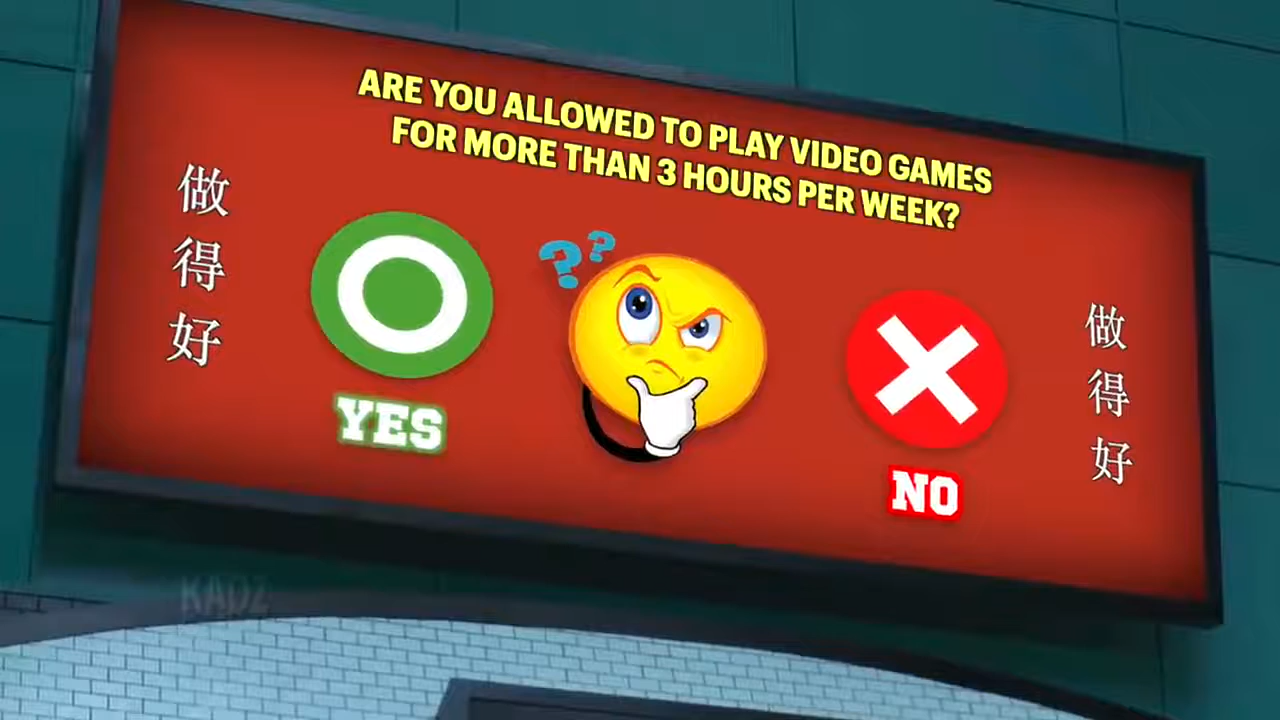 ARE YOU ALLOWED TO PLAY VIDEO GAMES
FOR MORE THAN 3 HOURS PER WEEK?
做得好
??
YES
NO
做得好
KADZ